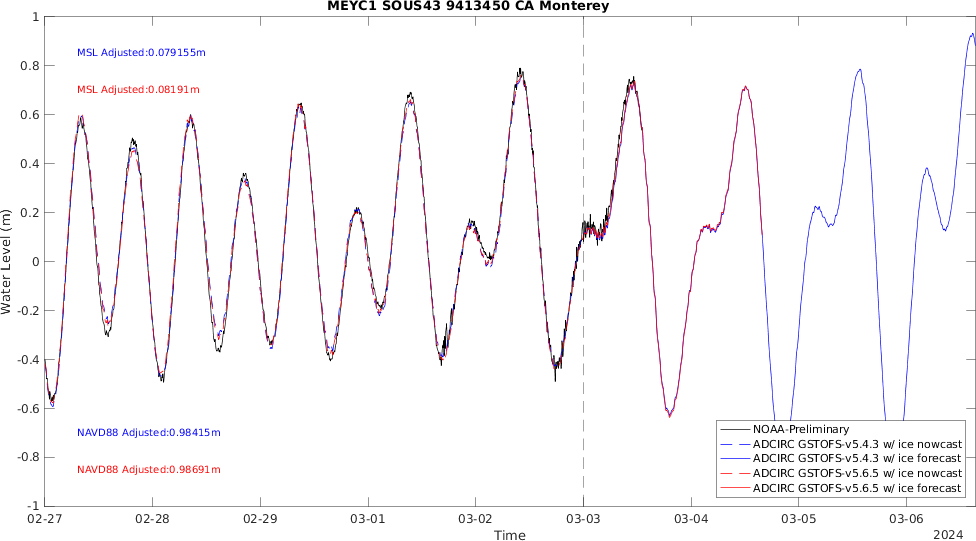 MEYC1 SOUS43 9413450 CA Monterey
1
0.8
0.6
0.4
0.2
0
-0.2
-0.4
-0.6
-0.8
-1
Water Level (m)
MSL Adjusted:0.079155m
MSL Adjusted:0.08191m
NAVD88 Adjusted:0.98415m
NAVD88 Adjusted:0.98691m
NOAA-Preliminary
ADCIRC GSTOFS-v5.4.3 w/ ice nowcast
ADCIRC GSTOFS-v5.4.3 w/ ice forecast
ADCIRC GSTOFS-v5.6.5 w/ ice nowcast
ADCIRC GSTOFS-v5.6.5 w/ ice forecast
02-27 02-28 02-29 03-01 03-02 03-03 03-04 03-05 03-06
Time
2024